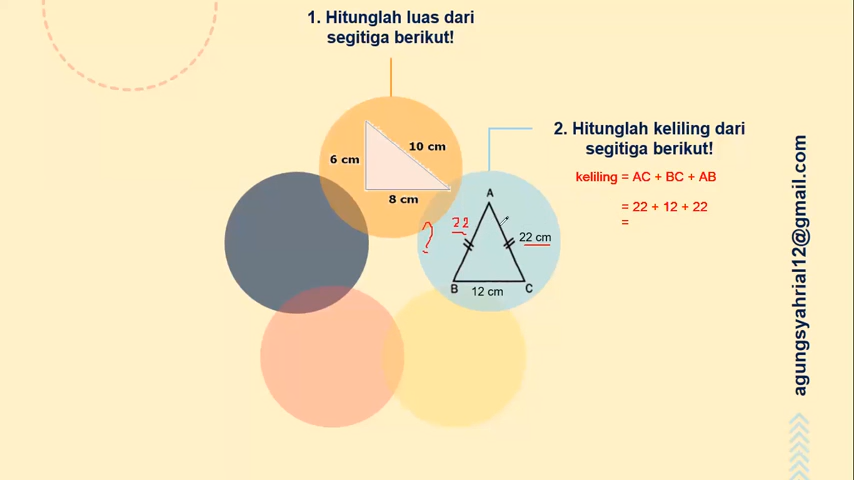 1. Hitunglah luas dari
segitiga berikut!
6 cm
10 cm
8 cm
2. Hitunglah keliling dari
segitiga berikut!
keliling = AC + BC + AB
= 22 + 12 + 22
=
A
?
22
22 cm
B
12 cm
C
agungsyahrial12@gmail.com